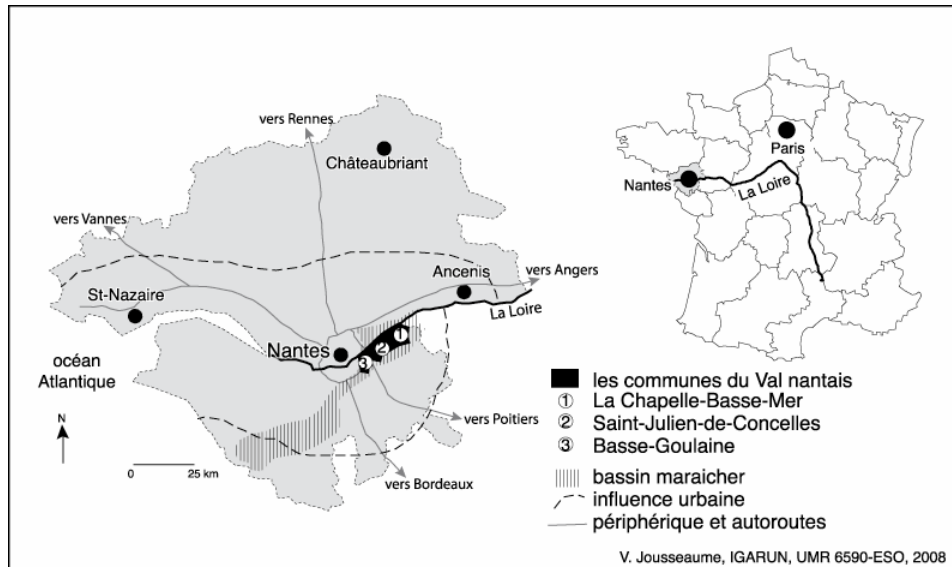 vers Rennes
Châteaubriant
vers Vannes
Ancenis
vers Angers
St-Nazaire
La Loire
Nantes
1
2
3
océan
Atlantique
vers Poitiers
N
0
25 km
vers Bordeaux
Paris
Nantes
La Loire
les communes du Val nantais
1 La Chapelle-Basse-Mer
2 Saint-Julien-de-Concelles
3 Basse-Goulaine
bassin maraicher
influence urbaine
périphérique et autoroutes
V. Jousseaume, IGARUN, UMR 6590-ESO, 2008